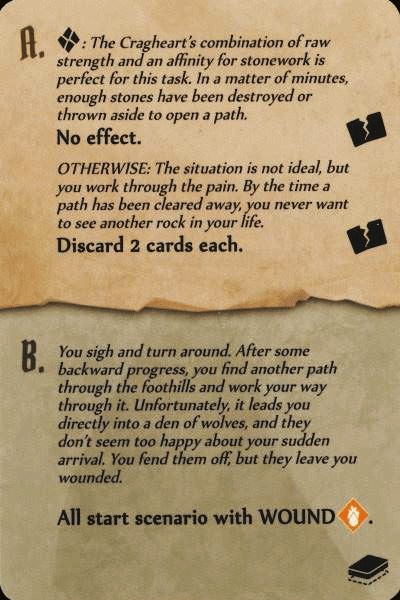 A. : The Cragheart's combination of raw
strength and an affinity for stonework is
perfect for this task. In a matter of minutes,
enough stones have been destroyed or
thrown aside to open a path.
No effect.
OTHERWISE: The situation is not ideal, but
you work through the pain. By the time a
path has been cleared away, you never want
to see another rock in your life.
Discard 2 cards each.
B. You sigh and turn around. After some
backward progress, you find another path
through the foothills and work your way
through it. Unfortunately, it leads you
directly into a den of wolves, and they
don't seem too happy about your sudden
arrival. You fend them off, but they leave you
wounded.
All start scenario with WOUND .